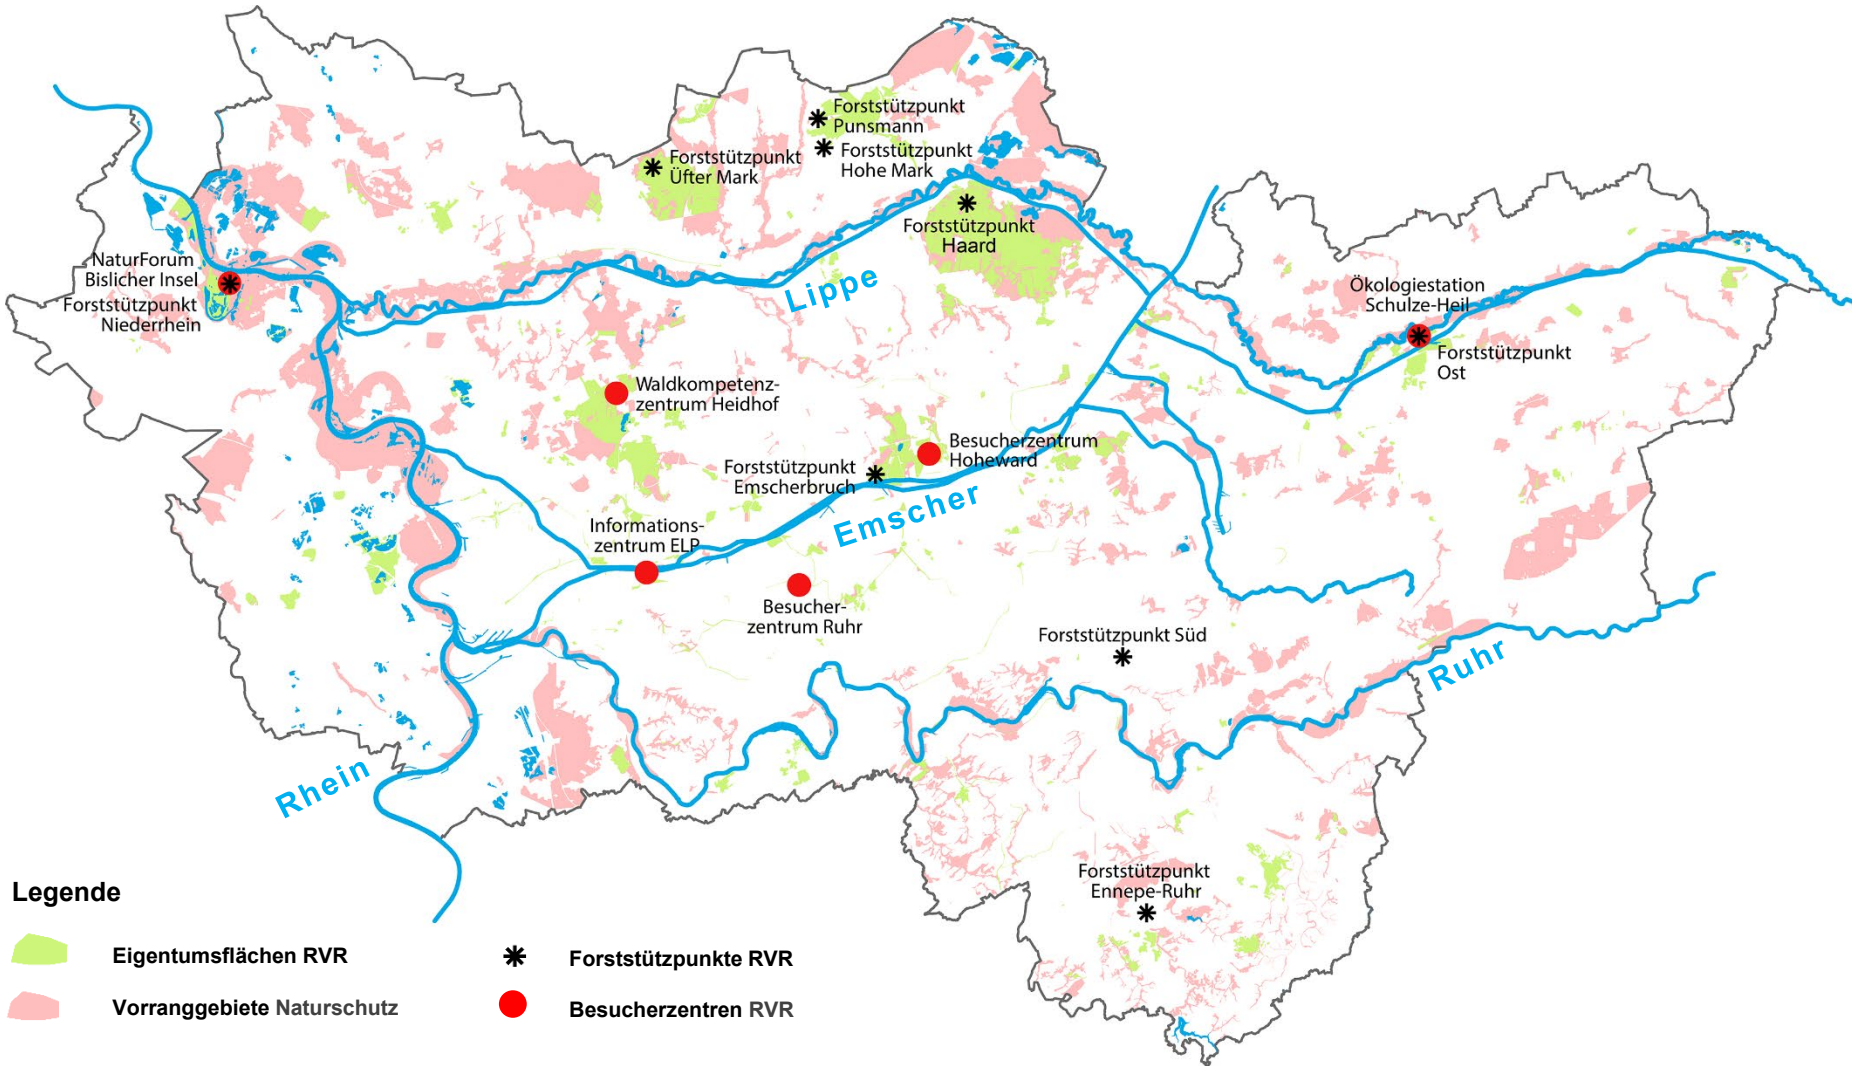 Forststützpunkt
Punsmann
Forststützpunkt
Hohe Mark
Forststützpunkt
Üfter Mark
Forststützpunkt
Haard
NaturForum
Bislicher Insel
Forststützpunkt
Niederrhein
Lippe
Ökologiestation
Schulze-Heil
Forststützpunkt
Ost
Waldkompetenz-
zentrum Heidhof
Besucherzentrum
Hoheward
Forststützpunkt
Emscherbruch
Emscher
Informations-
zentrum ELP
Besucher-
zentrum Ruhr
Forststützpunkt Süd
Ruhr
Rhein
Forststützpunkt
Ennepe-Ruhr
Legende
Eigentumsflächen RVR
Forststützpunkte RVR
Vorranggebiete Naturschutz
Besucherzentren RVR